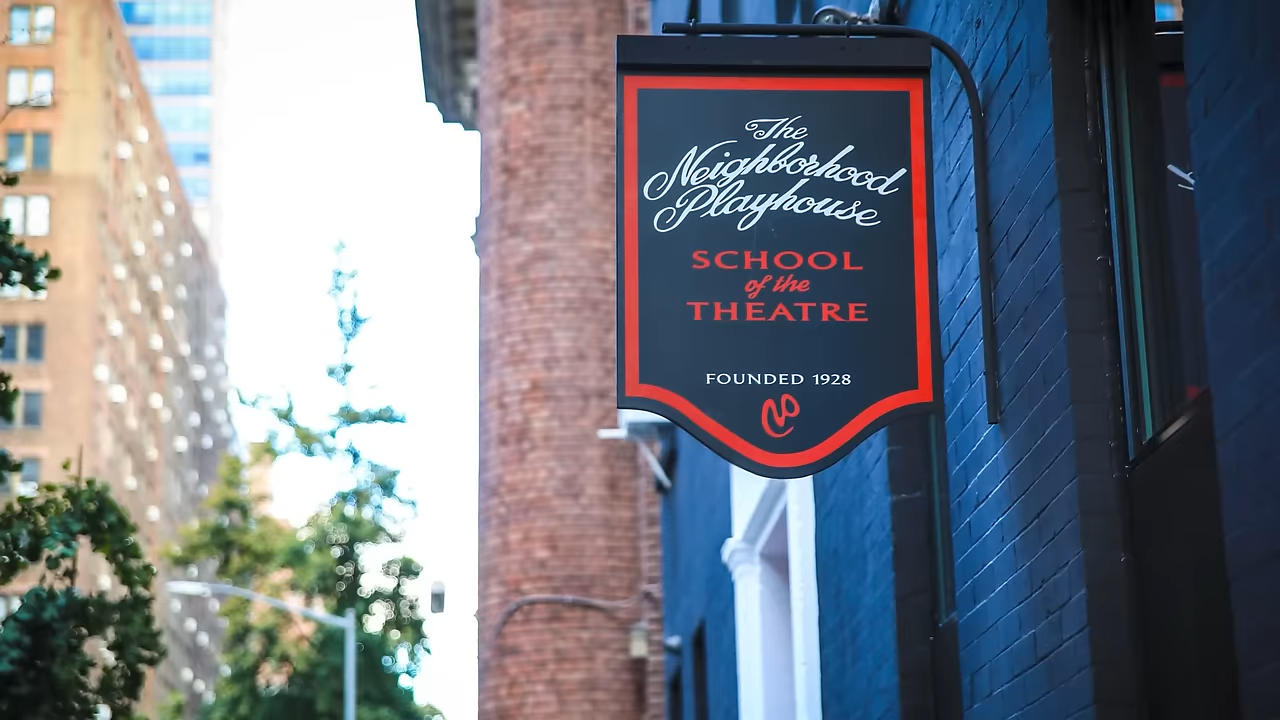 The
Neighborhood
Playhouse
SCHOOL
of the
THEATRE
FOUNDED 1928